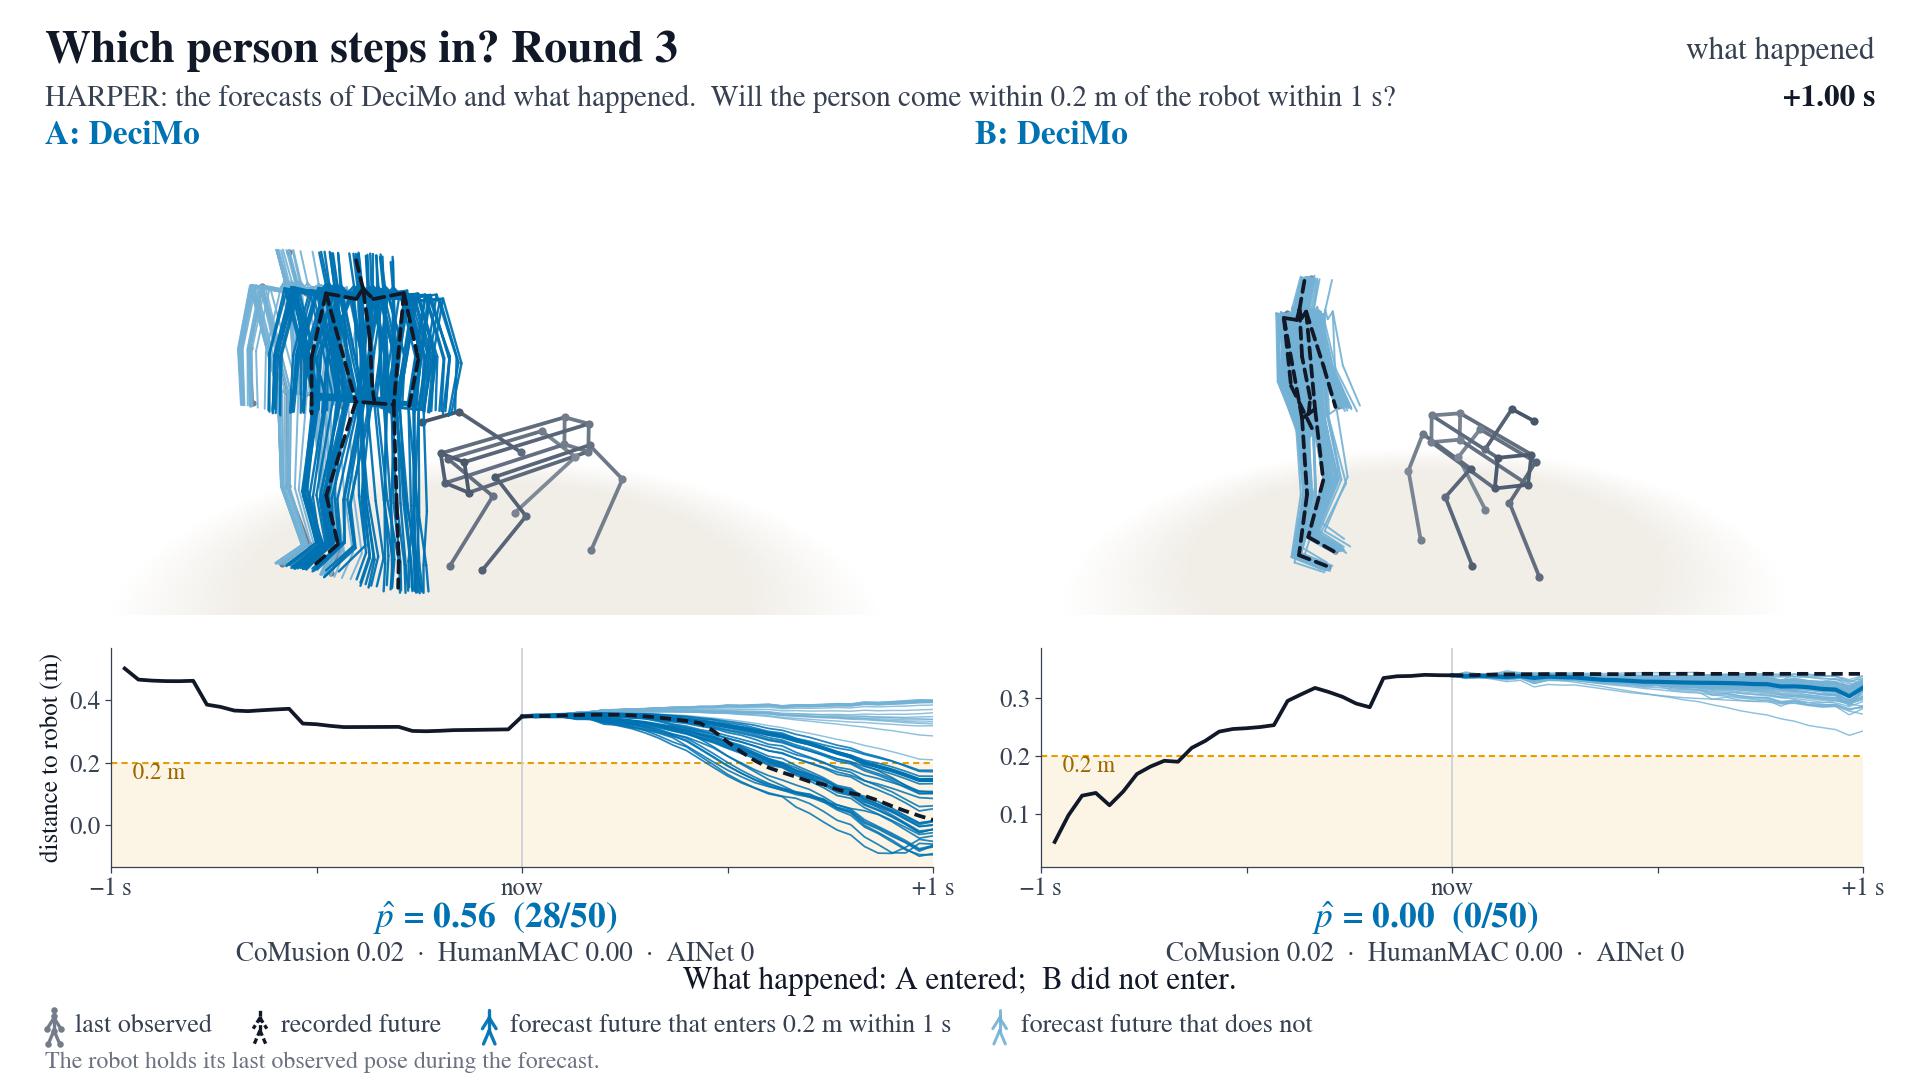 Which person steps in? Round 3
what happened
HARPER: the forecasts of DeciMo and what happened. Will the person come within 0.2 m of the robot within 1 s?
+1.00 s
A: DeciMo
B: DeciMo
distance to robot (m)
0.4
0.2
0.0
0.2 m
−1 s
now
+1 s
0.3
0.2
0.1
0.2 m
−1 s
now
+1 s
p̂ = 0.56 (28/50)
p̂ = 0.00 (0/50)
CoMusion 0.02 · HumanMAC 0.00 · AINet 0
CoMusion 0.02 · HumanMAC 0.00 · AINet 0
What happened: A entered; B did not enter.
last observed
recorded future
forecast future that enters 0.2 m within 1 s
forecast future that does not
The robot holds its last observed pose during the forecast.